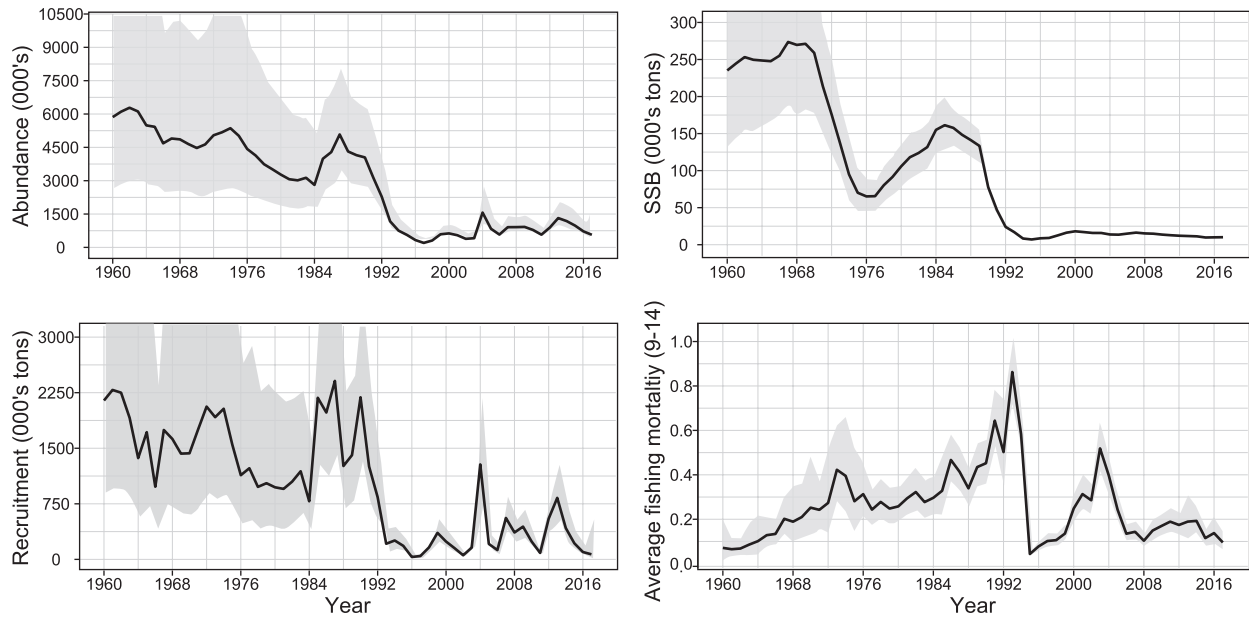 Abundance (000's)
10500
9000
7500
6000
4500
3000
1500
0
1960 1968 1976 1984 1992 2000 2008 2016
SSB (000's tons)
300
250
200
150
100
50
0
1960 1968 1976 1984 1992 2000 2008 2016
Recruitment (000's tons)
3000
2250
1500
750
0
1960 1968 1976 1984 1992 2000 2008 2016
Year
Average fishing mortaltiy (9-14)
1.0
0.8
0.6
0.4
0.2
0.0
1960 1968 1976 1984 1992 2000 2008 2016
Year